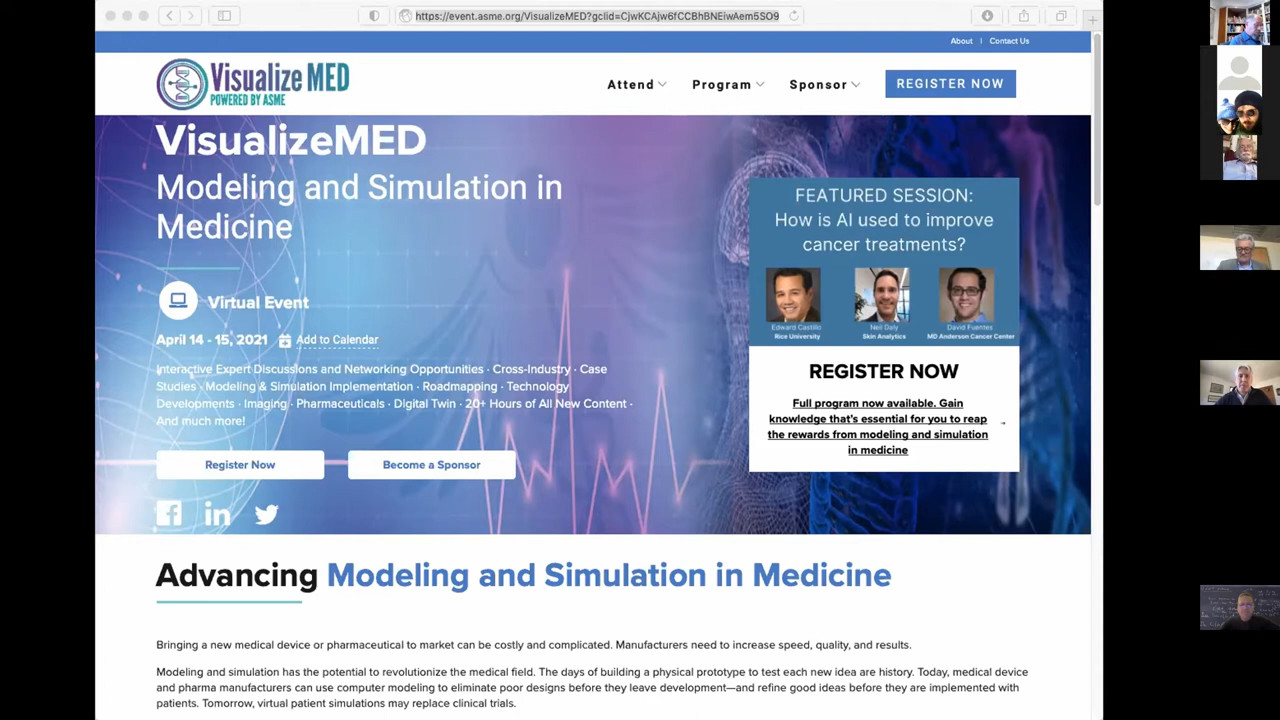 https://event.asme.org/VisualizeMED?gclid=CjwKCAjw6fCCBhBNEiwAem5SO9
About | Contact Us
Visualize MED
POWERED BY ASME
Attend
Program
Sponsor
REGISTER NOW
VisualizeMED
Modeling and Simulation in
Medicine
Virtual Event
April 14 - 15, 2021
Add to Calendar
Interactive Expert Discussions and Networking Opportunities · Cross-Industry · Case
Studies · Modeling & Simulation Implementation · Roadmapping · Technology
Developments · Imaging · Pharmaceuticals · Digital Twin · 20+ Hours of All New Content ·
And much more!
Register Now
Become a Sponsor
FEATURED SESSION:
How is AI used to improve
cancer treatments?
Edward Castillo
Rice University
Neil Daly
Skin Analytics
David Fuentes
MD Anderson Cancer Center
REGISTER NOW
Full program now available. Gain
knowledge that's essential for you to reap
the rewards from modeling and simulation
in medicine
Advancing Modeling and Simulation in Medicine
Bringing a new medical device or pharmaceutical to market can be costly and complicated. Manufacturers need to increase speed, quality, and results.
Modeling and simulation has the potential to revolutionize the medical field. The days of building a physical prototype to test each new idea are history. Today, medical device
and pharma manufacturers can use computer modeling to eliminate poor designs before they leave development—and refine good ideas before they are implemented with
patients. Tomorrow, virtual patient simulations may replace clinical trials.